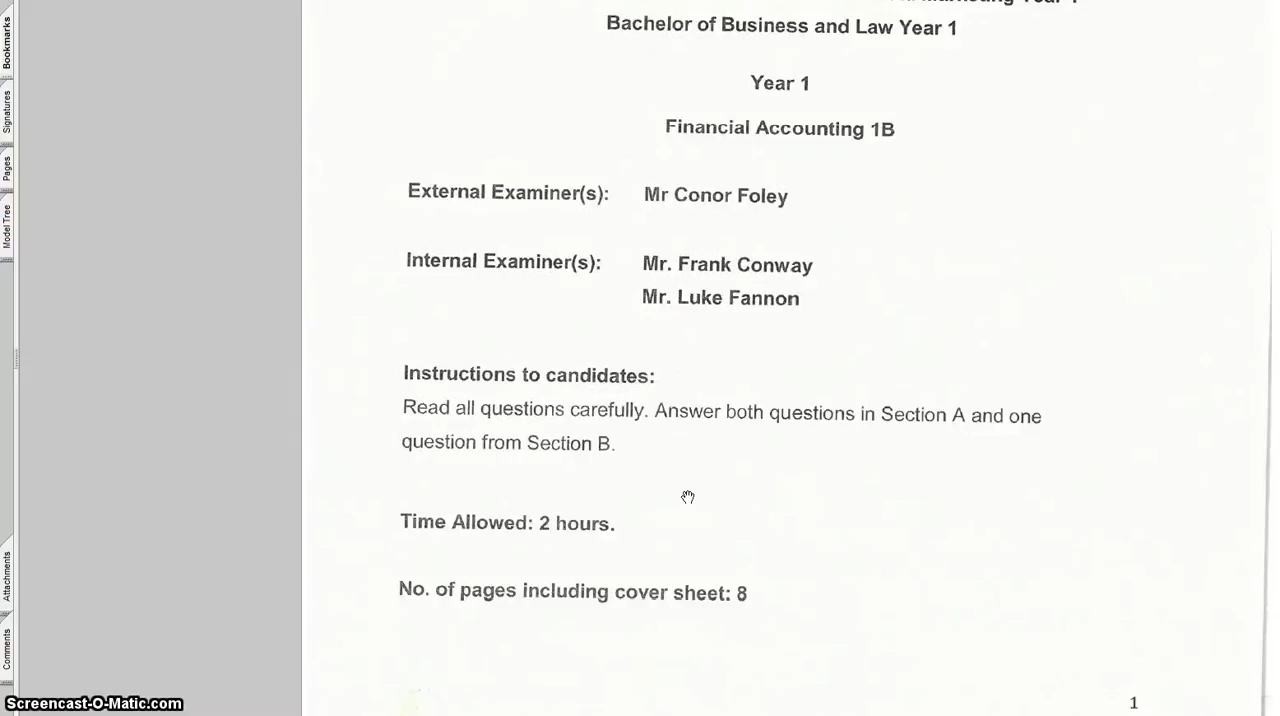 Marketing Year 1
Bachelor of Business and Law Year 1
Year 1
Financial Accounting 1B
External Examiner(s): Mr Conor Foley
Internal Examiner(s): Mr. Frank Conway
Mr. Luke Fannon
Instructions to candidates:
Read all questions carefully. Answer both questions in Section A and one
question from Section B.
Time Allowed: 2 hours.
No. of pages including cover sheet: 8
1
Bookmarks
Signatures
Pages
Model Tree
Attachments
Comments
Screencast-O-Matic.com